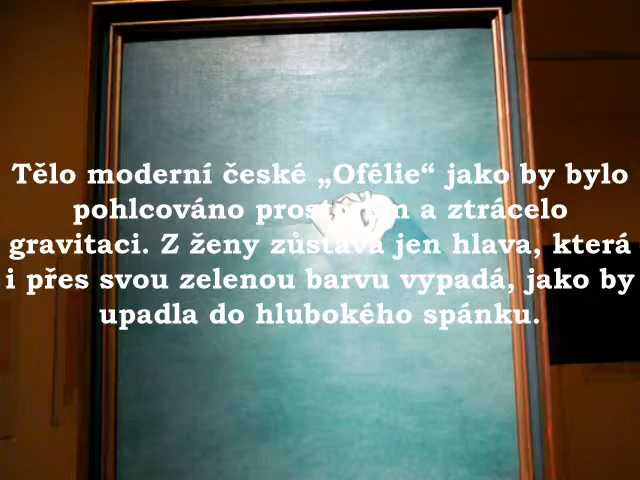 Tělo moderní české „Ofélie“ jako by bylo
pohlcováno a ztrácelo
gravitaci. Z ženy zůstává jen hlava, která
i přes svou zelenou barvu vypadá, jako by
upadla do hlubokého spánku.